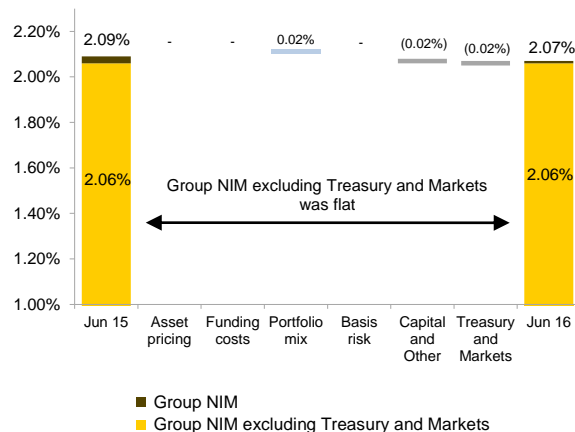 2.20%
2.00%
1.80%
1.60%
1.40%
1.20%
1.00%
2.09%
-
-
0.02%
-
(0.02%)
(0.02%)
2.07%
2.06%
2.06%
Group NIM excluding Treasury and Markets
was flat
Jun 15
Asset
pricing
Funding
costs
Portfolio
mix
Basis
risk
Capital
and
Other
Treasury
and
Markets
Jun 16
Group NIM
Group NIM excluding Treasury and Markets